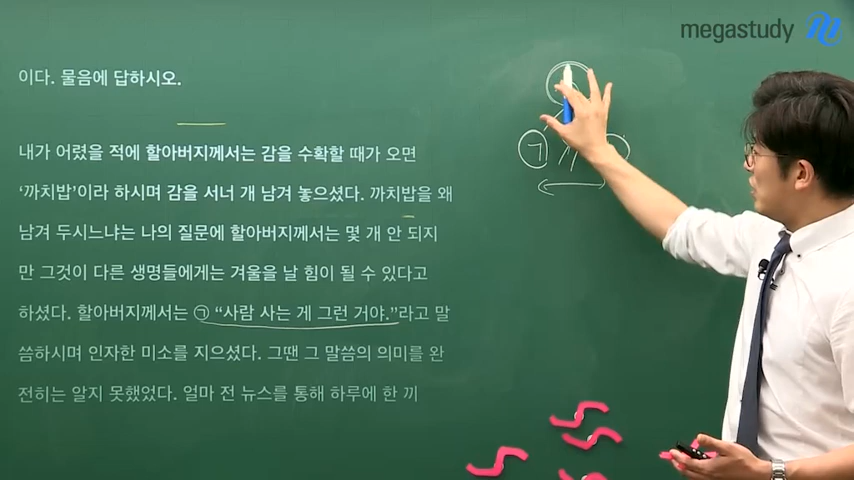 megastudy
이다. 물음에 답하시오.
내가 어렸을 적에 할아버지께서는 감을 수확할 때가 오면
‘까치밥’이라 하시며 감을 서너 개 남겨 놓으셨다. 까치밥을 왜
남겨 두시느냐는 나의 질문에 할아버지께서는 몇 개 안 되지
만 그것이 다른 생명들에게는 겨울을 날 힘이 될 수 있다고
하셨다. 할아버지께서는 ㉠ “사람 사는 게 그런 거야.”라고 말
씀하시며 인자한 미소를 지으셨다. 그땐 그 말씀의 의미를 완
전히는 알지 못했었다. 얼마 전 뉴스를 통해 하루에 한 끼
ㄱ